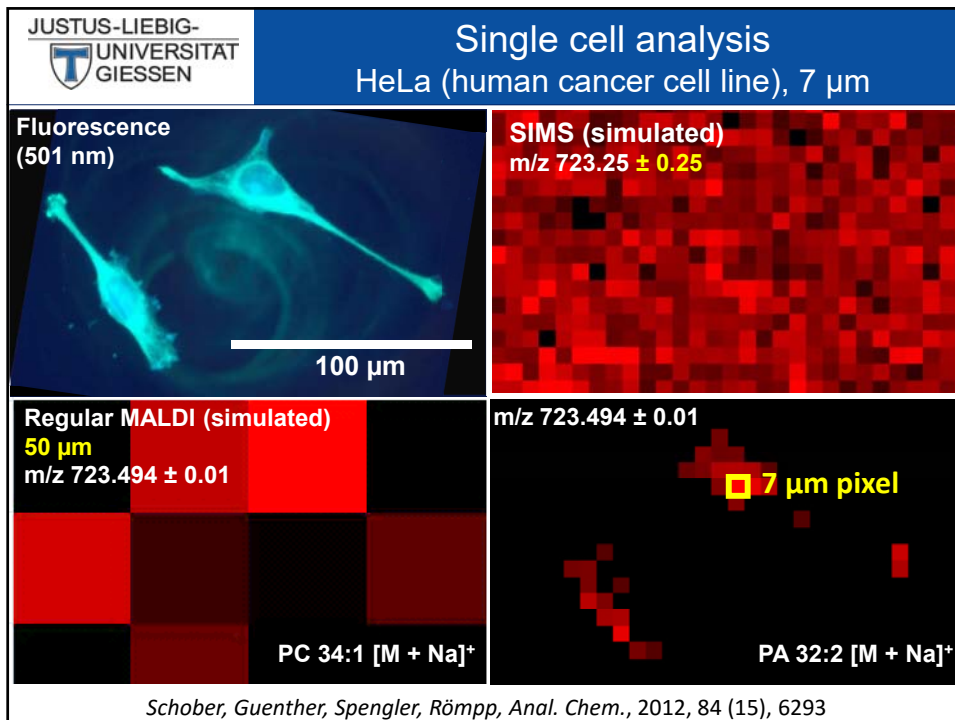 JUSTUS-LIEBIG-
UNIVERSITÄT
GIESSEN
Single cell analysis
HeLa (human cancer cell line), 7 µm
Fluorescence
(501 nm)
100 µm
SIMS (simulated)
m/z 723.25 ± 0.25
Regular MALDI (simulated)
50 µm
m/z 723.494 ± 0.01
PC 34:1 [M + Na]⁺
m/z 723.494 ± 0.01
7 µm pixel
PA 32:2 [M + Na]⁺
Schober, Guenther, Spengler, Römpp, Anal. Chem., 2012, 84 (15), 6293